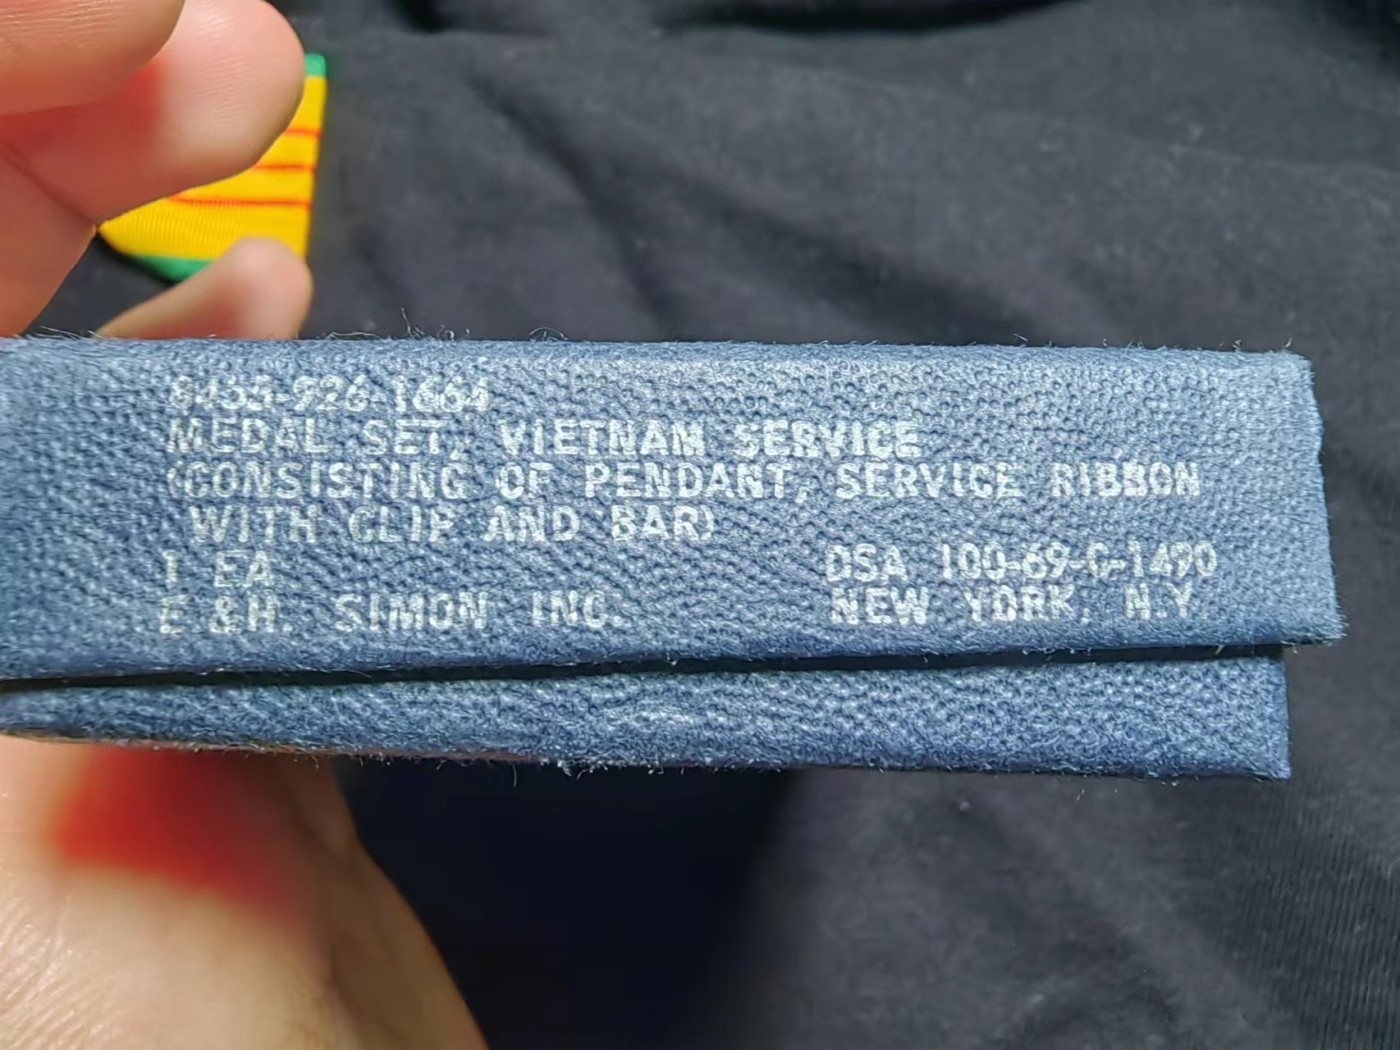 8455-926-1664
MEDAL SET, VIETNAM SERVICE
(CONSISTING OF PENDANT, SERVICE RIBBON
WITH CLIP AND BAR)
1 EA
DSA 100-69-C-1490
E &H. SIMON INC.
NEW YORK, N.Y.